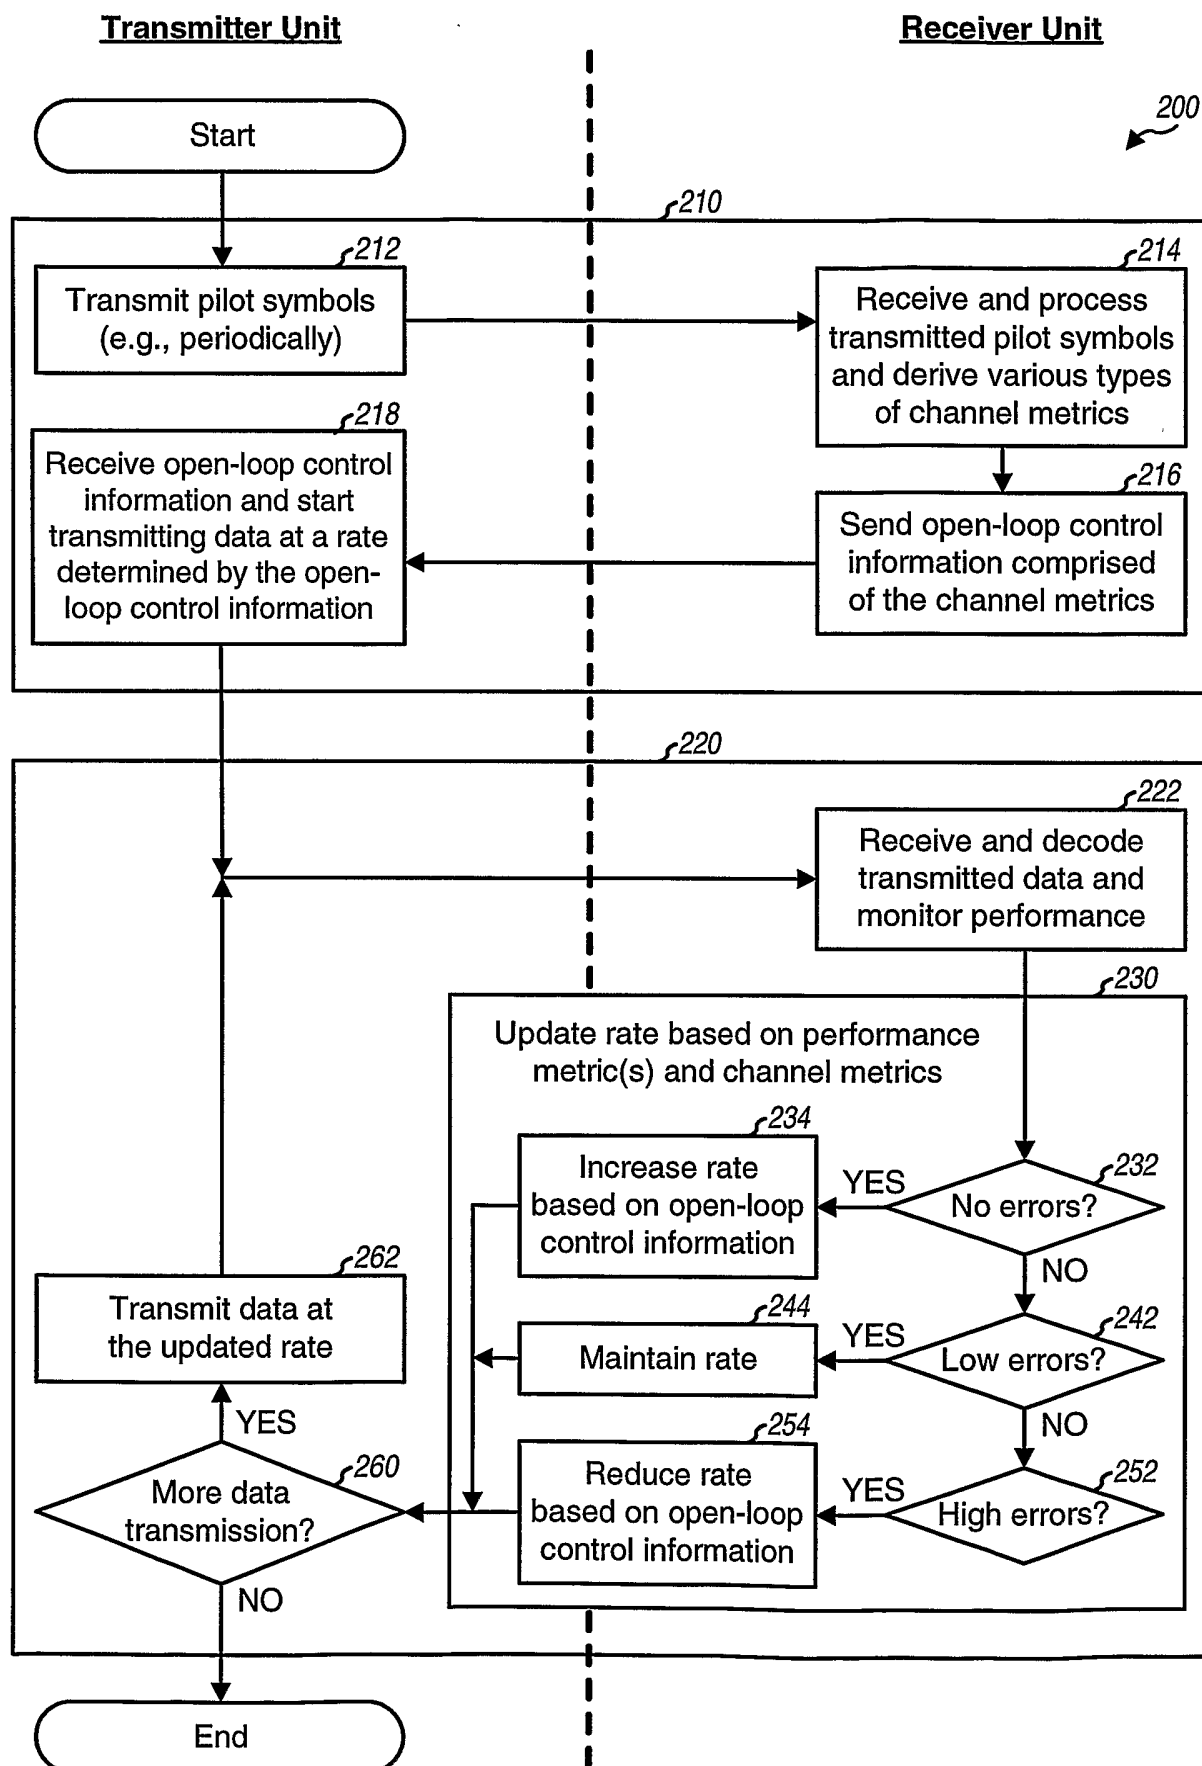 Transmitter Unit
Receiver Unit
200
Start
210
212
Transmit pilot symbols
(e.g., periodically)
214
Receive and process
transmitted pilot symbols
and derive various types
of channel metrics
218
Receive open-loop control
information and start
transmitting data at a rate
determined by the open-
loop control information
216
Send open-loop control
information comprised
of the channel metrics
220
222
Receive and decode
transmitted data and
monitor performance
230
Update rate based on performance
metric(s) and channel metrics
234
Increase rate
based on open-loop
control information
YES
232
No errors?
NO
262
Transmit data at
the updated rate
244
Maintain rate
YES
242
Low errors?
NO
YES
260
More data
transmission?
NO
254
Reduce rate
based on open-loop
control information
YES
252
High errors?
End